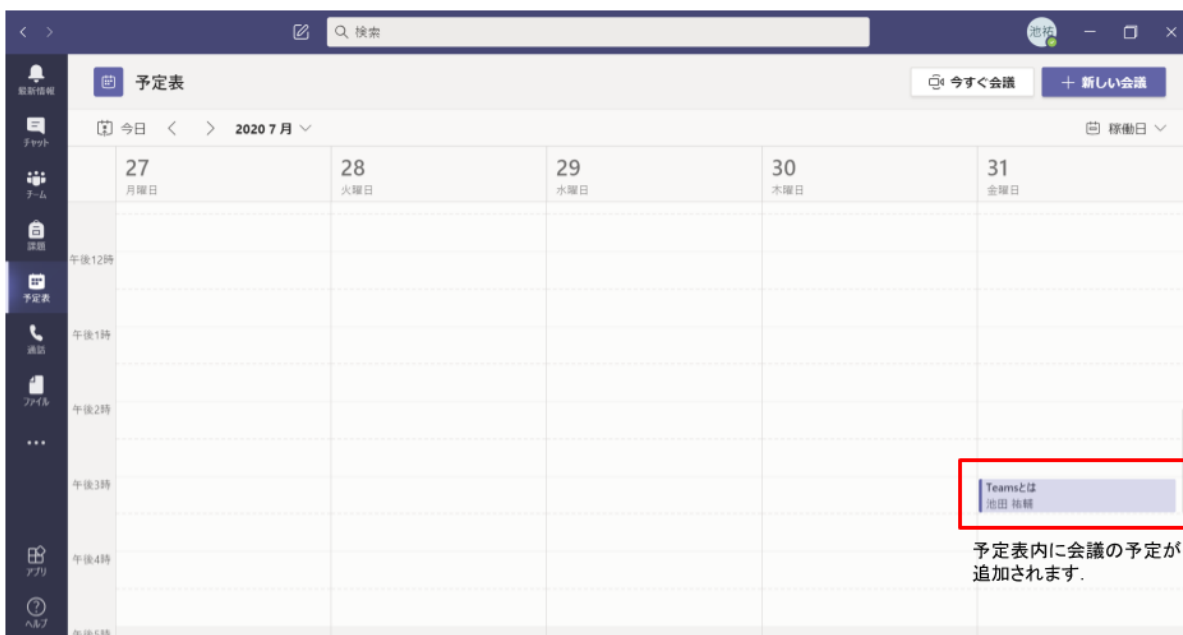 検索
池祐
最新情報
チャット
チーム
課題
予定表
通話
ファイル
アプリ
ヘルプ
予定表
今すぐ会議
新しい会議
今日
2020 7 月
稼働日
27
月曜日
28
火曜日
29
水曜日
30
木曜日
31
金曜日
午後12時
午後1時
午後2時
午後3時
午後4時
午後5時
Teamsとは
池田 祐輔
予定表内に会議の予定が
追加されます.